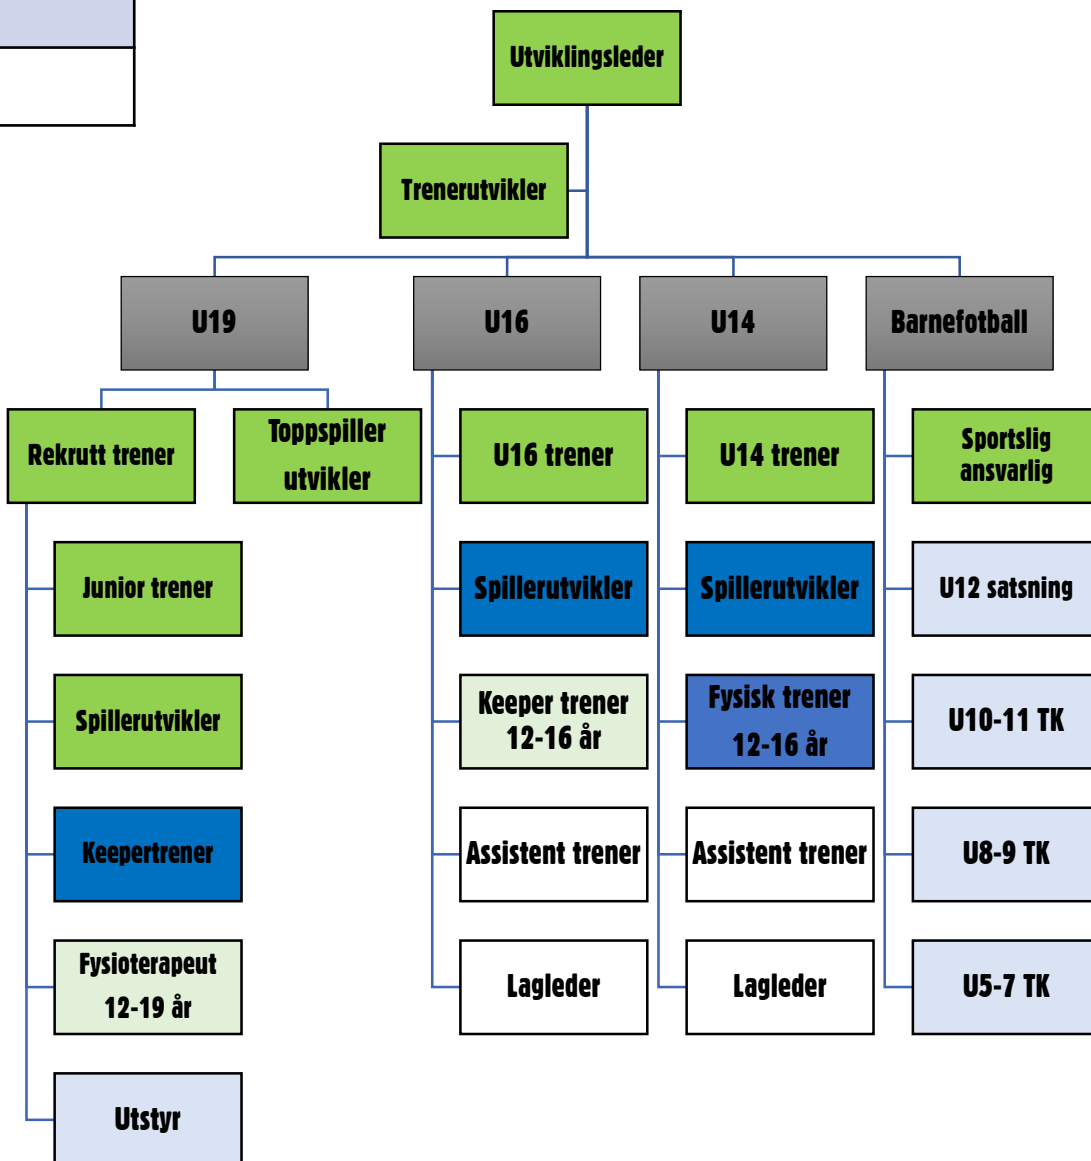 Utviklingsleder
Trenerutvikler
U19
U16
U14
Barnefotball
Rekrutt trener
Toppspiller
utvikler
U16 trener
U14 trener
Sportslig
ansvarlig
Junior trener
Spillerutvikler
Spillerutvikler
U12 satsning
Spillerutvikler
Keeper trener
12-16 år
Fysisk trener
12-16 år
U10-11 TK
Keepertrener
Assistent trener
Assistent trener
U8-9 TK
Fysioterapeut
12-19 år
Lagleder
Lagleder
U5-7 TK
Utstyr